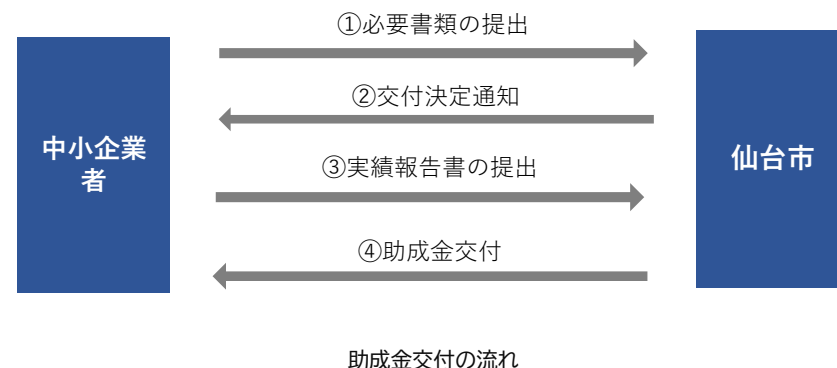 ①必要書類の提出
②交付決定通知
中小企業
者
仙台市
③実績報告書の提出
④助成金交付
助成金交付の流れ